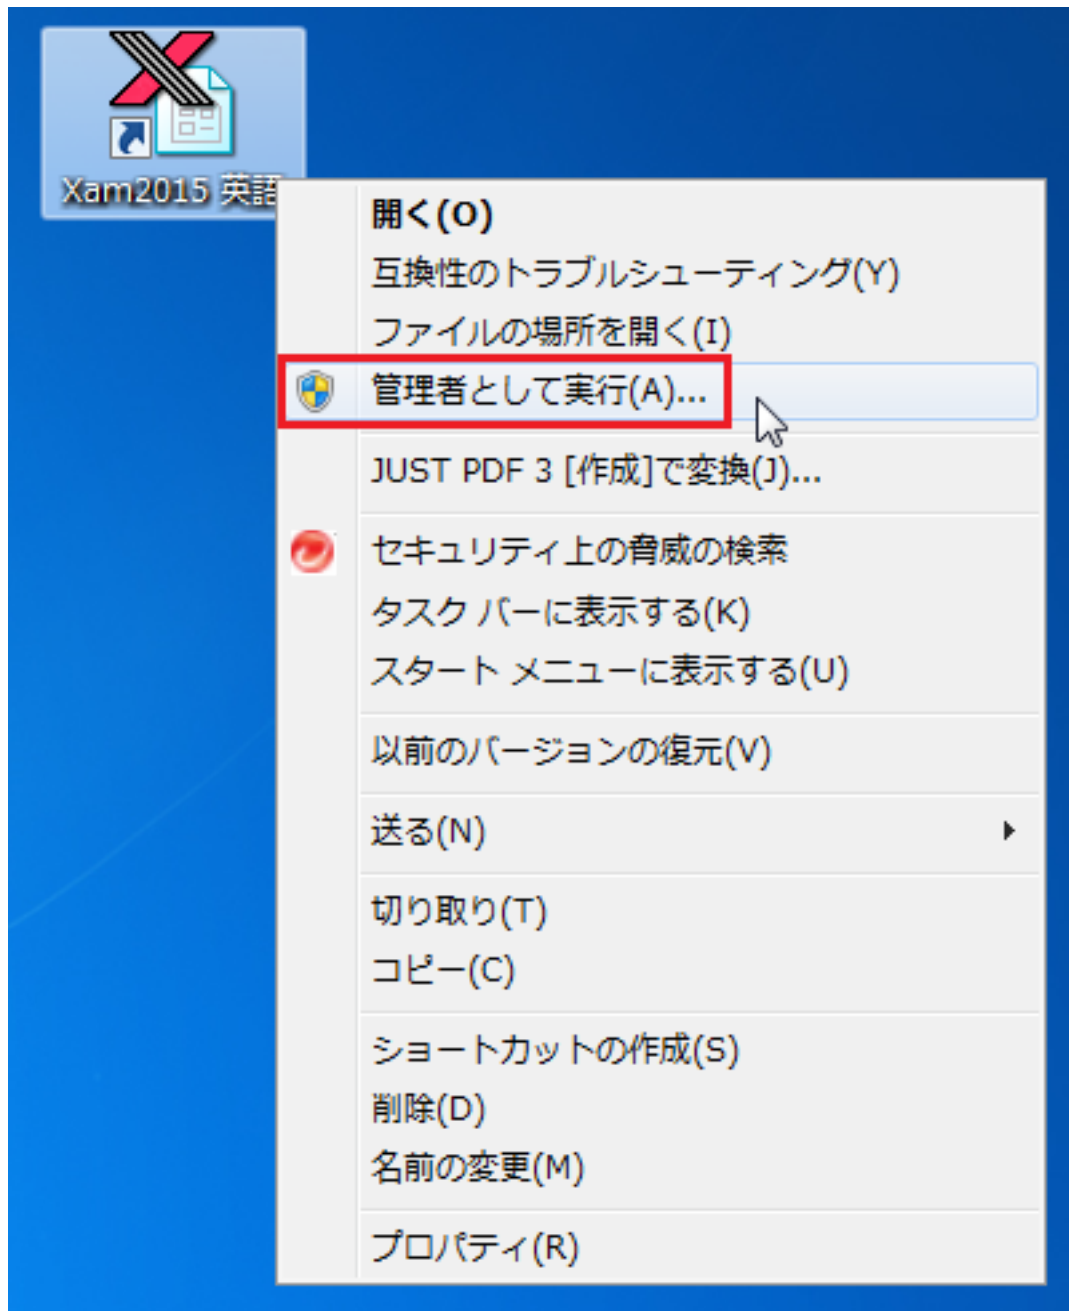 Xam2015 英語
開く(O)
互換性のトラブルシューティング(Y)
ファイルの場所を開く(I)
管理者として実行(A)...
JUST PDF 3 [作成]で変換(J)...
セキュリティ上の脅威の検索
タスク バーに表示する(K)
スタート メニューに表示する(U)
以前のバージョンの復元(V)
送る(N)
切り取り(T)
コピー(C)
ショートカットの作成(S)
削除(D)
名前の変更(M)
プロパティ(R)